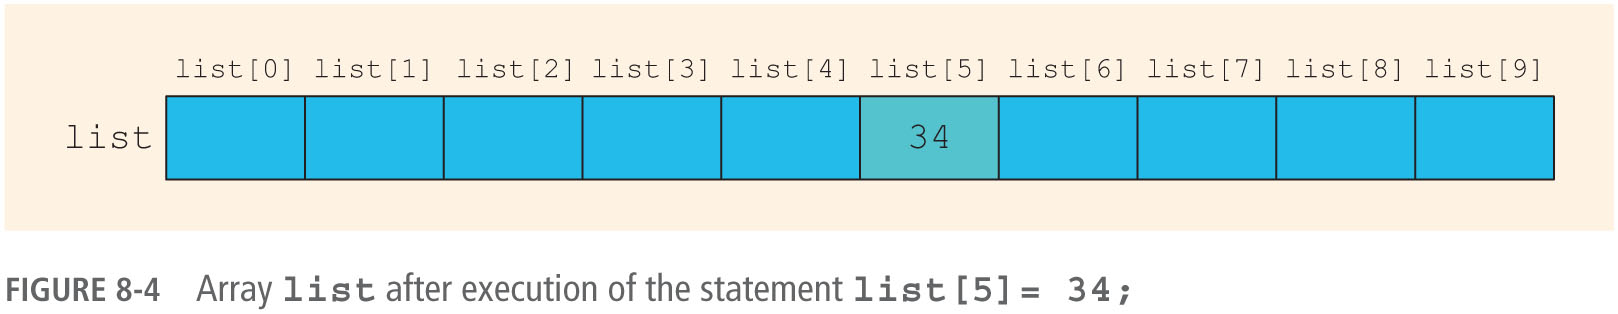 list[0] list[1] list[2] list[3] list[4] list[5] list[6] list[7] list[8] list[9]
list 34
FIGURE 8-4 Array list after execution of the statement list[5]= 34;